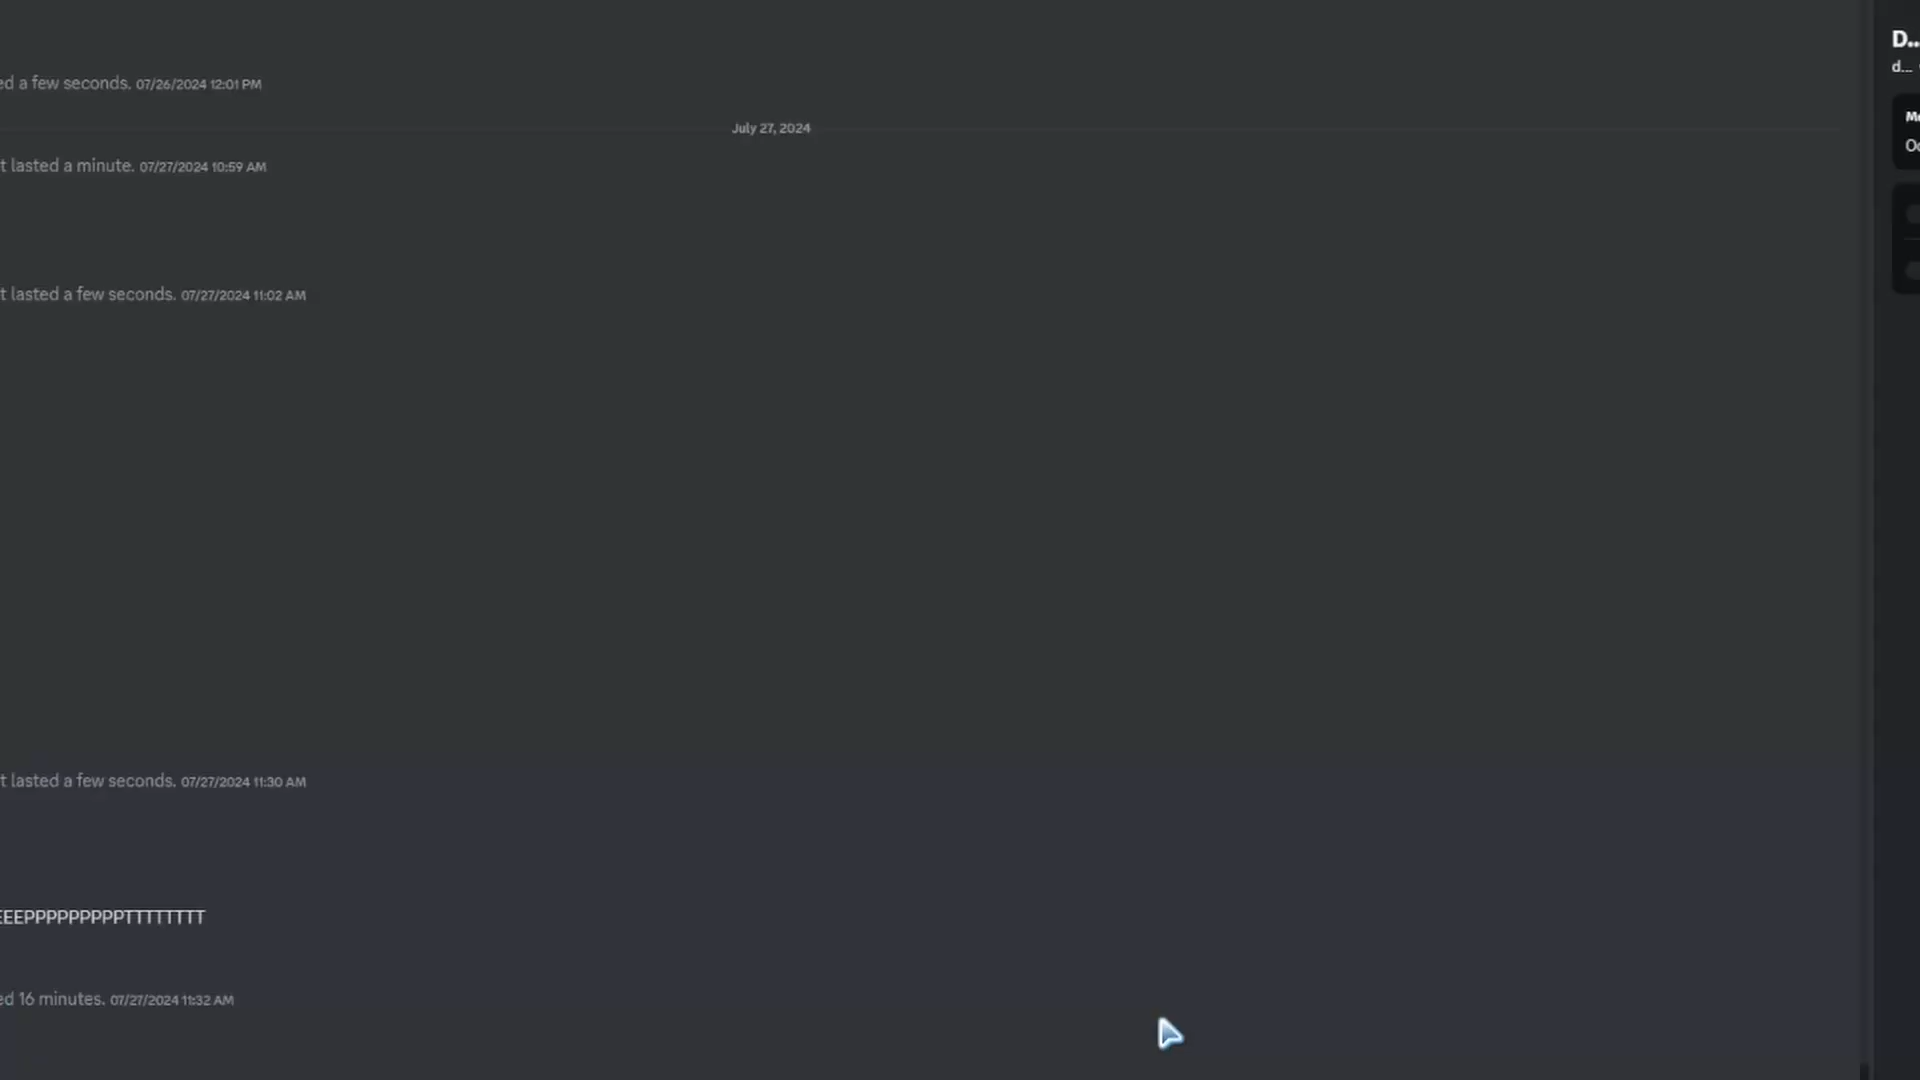 ed a few seconds. 07/26/2024 12:01 PM
July 27, 2024
t lasted a minute. 07/27/2024 10:59 AM
t lasted a few seconds. 07/27/2024 11:02 AM
t lasted a few seconds. 07/27/2024 11:30 AM
EEEPPPPPPPPPTTTTTTTT
ed 16 minutes. 07/27/2024 11:32 AM
D...
d...